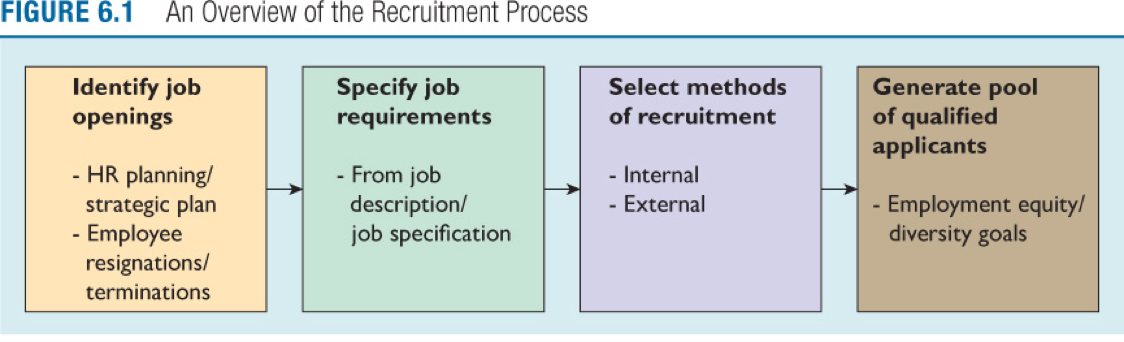 FIGURE 6.1 An Overview of the Recruitment Process
Identify job
openings
- HR planning/
strategic plan
- Employee
resignations/
terminations
Specify job
requirements
- From job
description/
job specification
Select methods
of recruitment
- Internal
- External
Generate pool
of qualified
applicants
- Employment equity/
diversity goals